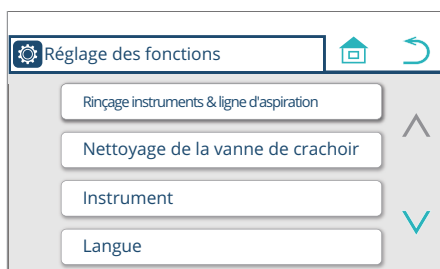 Réglage des fonctions
Rinçage instruments & ligne d'aspiration
Nettoyage de la vanne de crachoir
Instrument
Langue